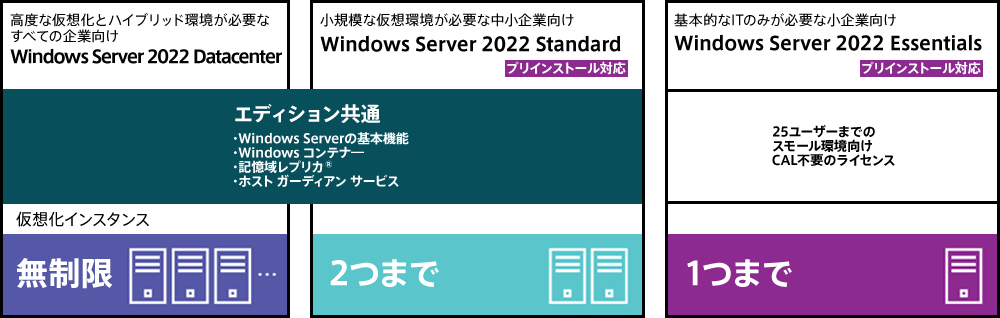 高度な仮想化とハイブリッド環境が必要な
すべての企業向け
Windows Server 2022 Datacenter
小規模な仮想環境が必要な中小企業向け
Windows Server 2022 Standard
プリインストール対応
基本的なITのみが必要な小企業向け
Windows Server 2022 Essentials
プリインストール対応
エディション共通
・Windows Serverの基本機能
・Windows コンテナ―
・記憶域レプリカ®
・ホスト ガーディアン サービス
25ユーザーまでの
スモール環境向け
CAL不要のライセンス
仮想化インスタンス
無制限 …
2つまで
1つまで